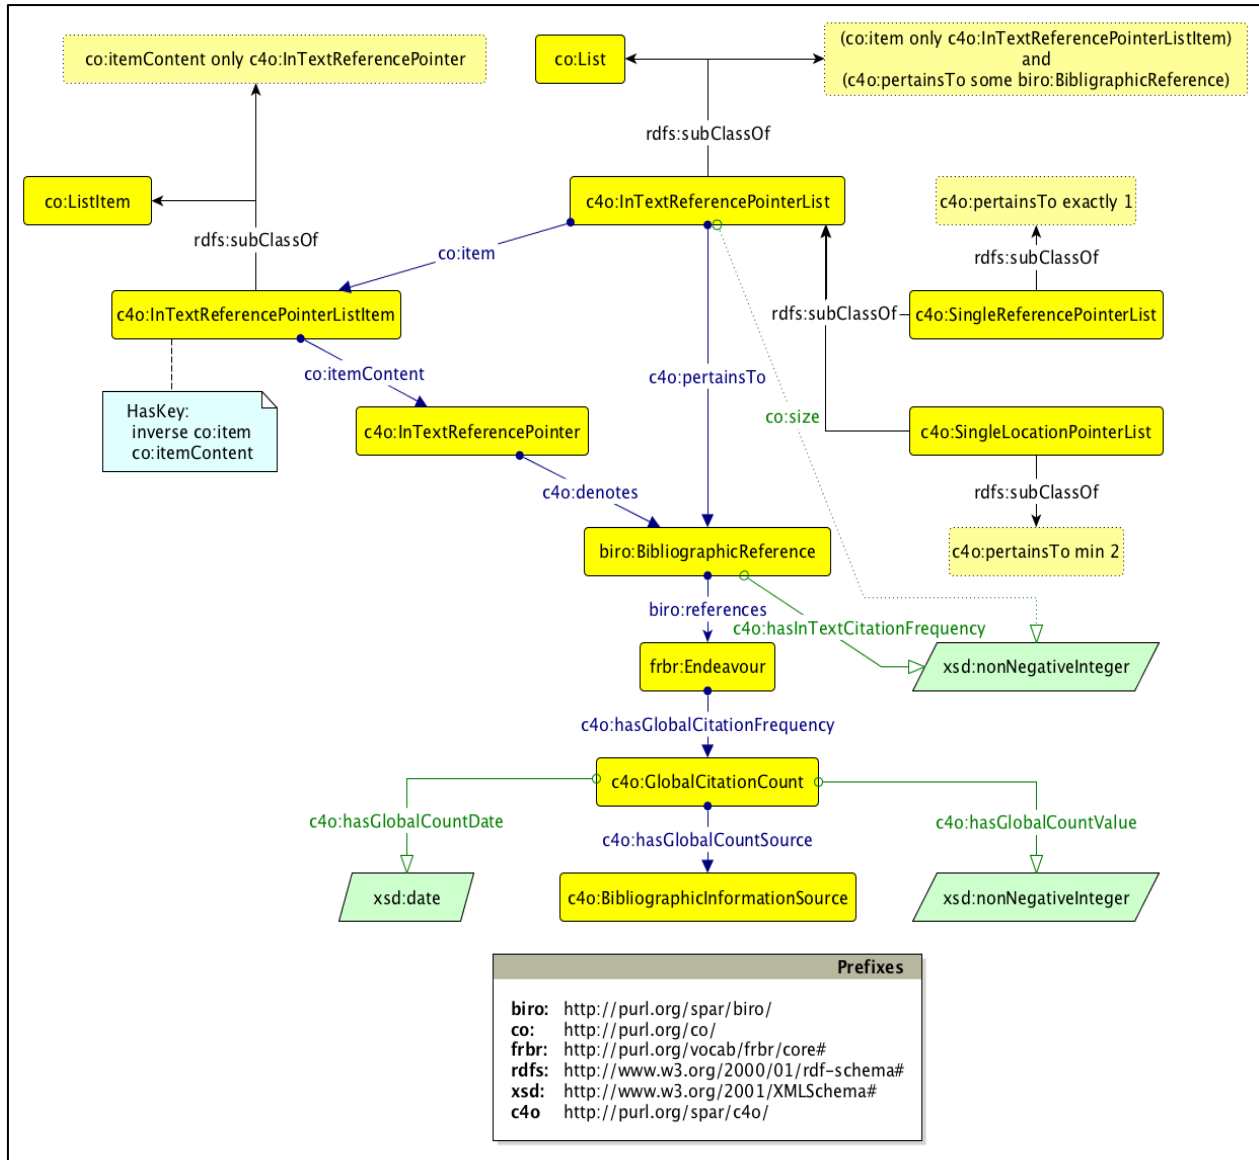 co:itemContent only c4o:InTextReferencePointer
co:List
(co:item only c4o:InTextReferencePointerListItem)
and
(c4o:pertainsTo some biro:BibligraphicReference)
rdfs:subClassOf
co:ListItem
c4o:InTextReferencePointerList
c4o:pertainsTo exactly 1
rdfs:subClassOf
co:item
rdfs:subClassOf
c4o:InTextReferencePointerListItem
rdfs:subClassOf
c4o:SingleReferencePointerList
co:itemContent
c4o:pertainsTo
HasKey:
inverse co:item
co:itemContent
c4o:InTextReferencePointer
co:size
c4o:SingleLocationPointerList
c4o:denotes
rdfs:subClassOf
biro:BibliographicReference
c4o:pertainsTo min 2
biro:references
c4o:hasInTextCitationFrequency
frbr:Endeavour
xsd:nonNegativeInteger
c4o:hasGlobalCitationFrequency
c4o:GlobalCitationCount
c4o:hasGlobalCountDate
c4o:hasGlobalCountSource
c4o:hasGlobalCountValue
xsd:date
c4o:BibliographicInformationSource
xsd:nonNegativeInteger
Prefixes
biro: http://purl.org/spar/biro/
co: http://purl.org/co/
frbr: http://purl.org/vocab/frbr/core#
rdfs: http://www.w3.org/2000/01/rdf-schema#
xsd: http://www.w3.org/2001/XMLSchema#
c4o http://purl.org/spar/c4o/